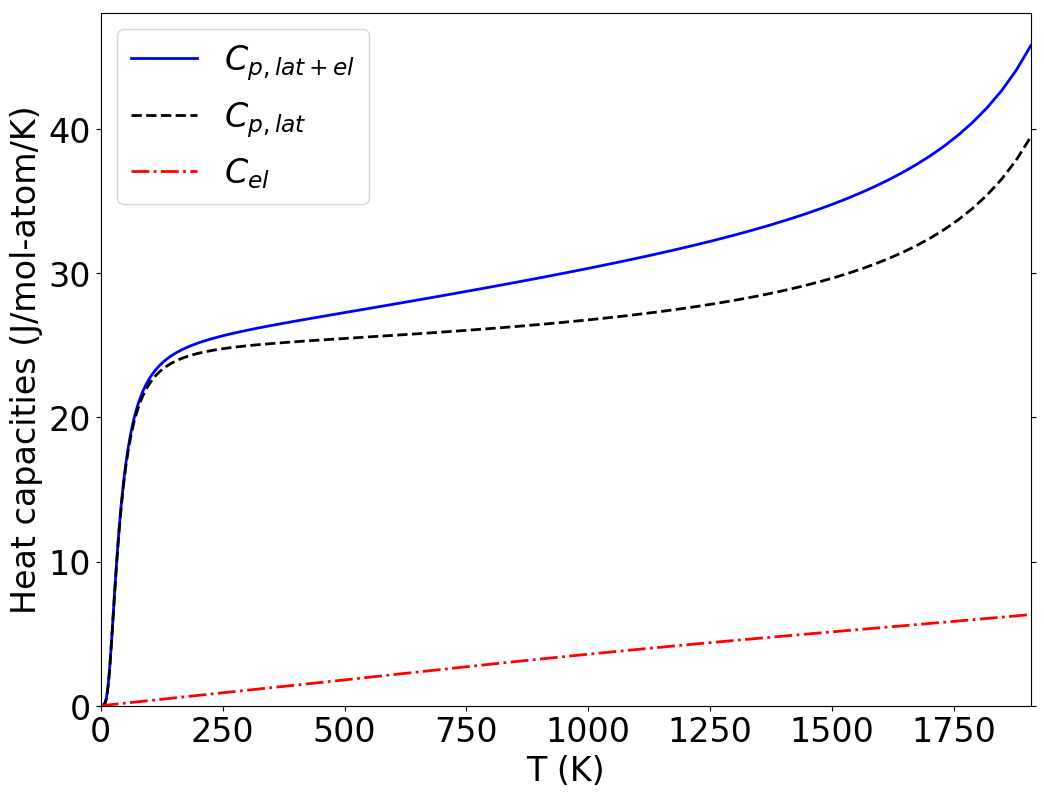 C_{p, lat + el}
C_{p, lat}
C_{el}
Heat capacities (J/mol-atom/K)
40
30
20
10
0
0 250 500 750 1000 1250 1500 1750
T (K)